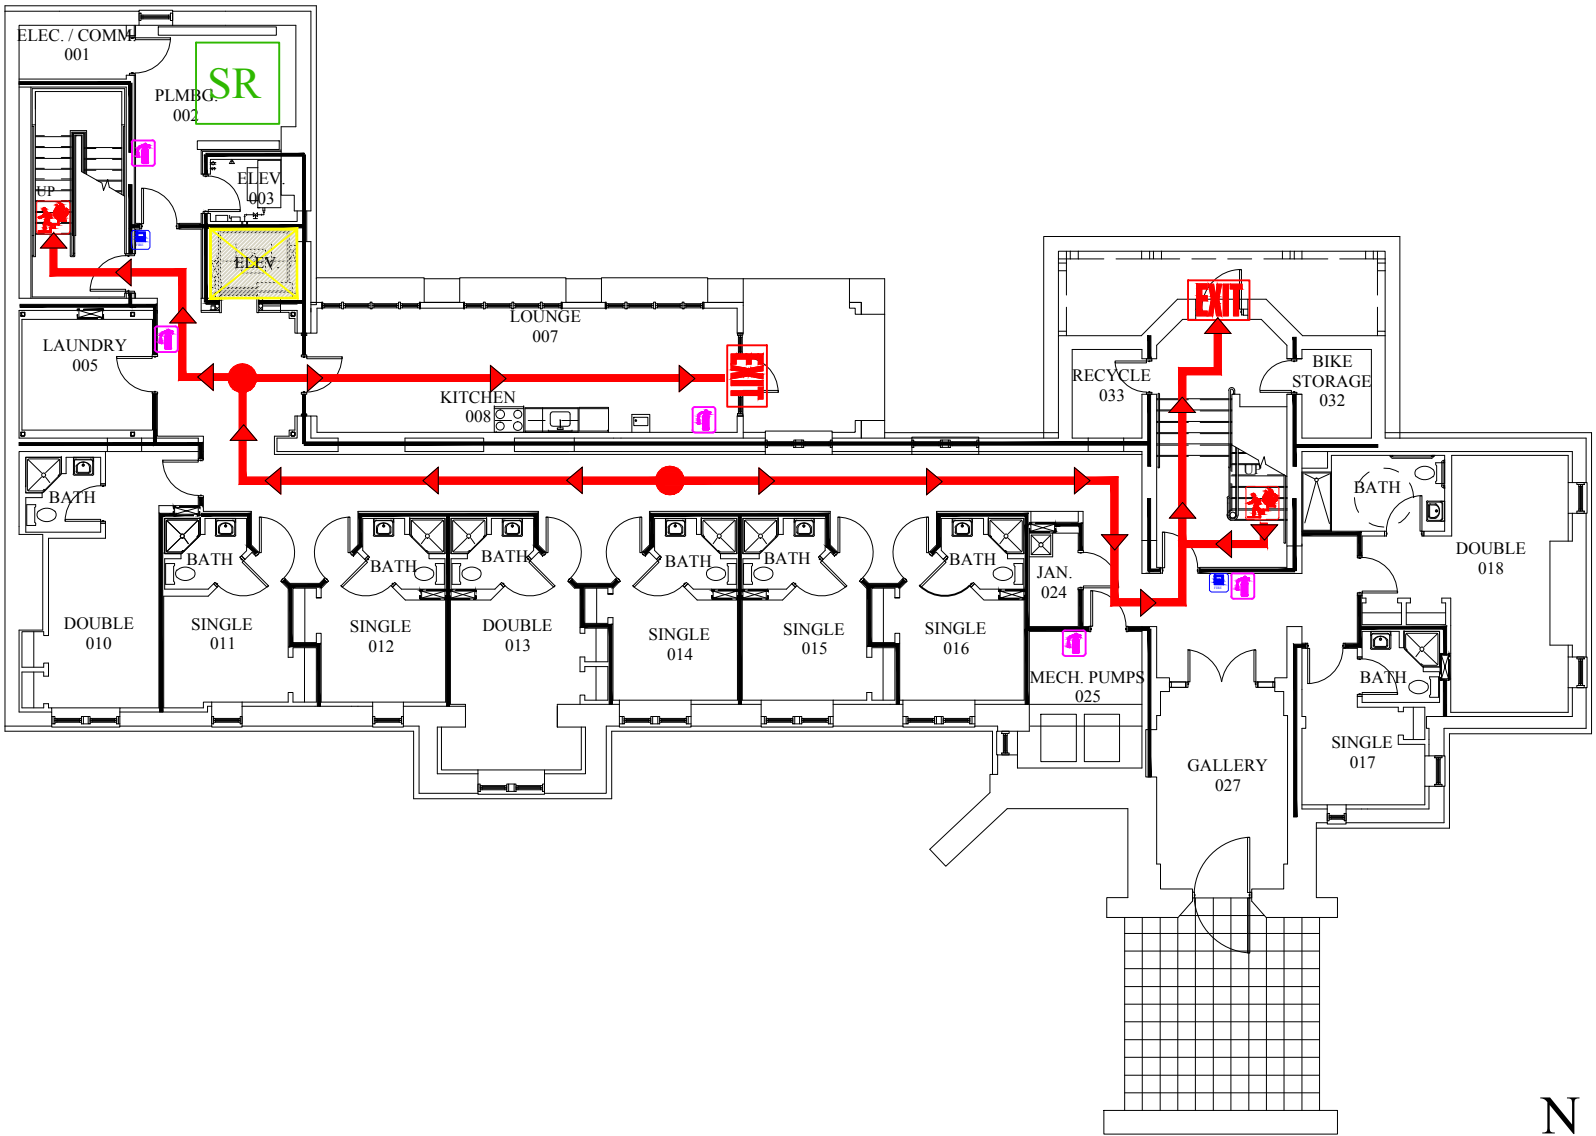 ELEC. / COMM.
001
SR
PLMBG.
002
ELEV.
003
UP
ELEV
LOUNGE
007
LAUNDRY
005
KITCHEN
008
EXIT
EXIT
RECYCLE
033
BIKE
STORAGE
032
UP
BATH
BATH
DOUBLE
018
BATH
BATH
BATH
BATH
BATH
BATH
JAN.
024
DOUBLE
010
SINGLE
011
SINGLE
012
DOUBLE
013
SINGLE
014
SINGLE
015
SINGLE
016
MECH. PUMPS
025
BATH
SINGLE
017
GALLERY
027
N